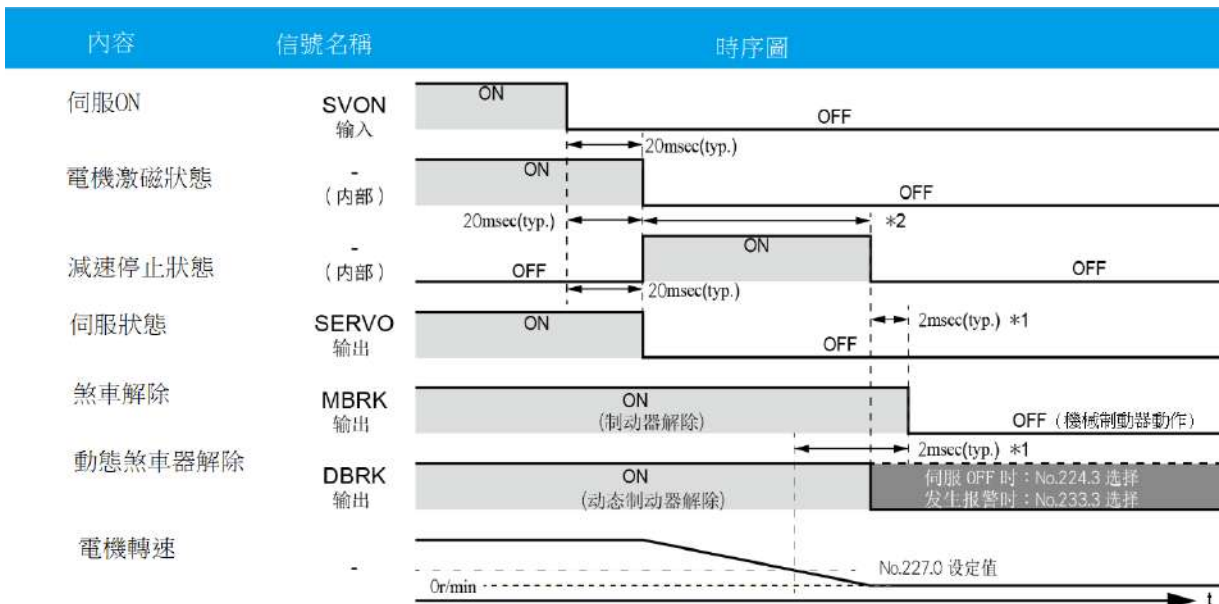 內容 信號名稱 時序圖
伺服ON SVON ON OFF
输入
20msec(typ.)
電機激磁狀態 - ON OFF
（内部）
20msec(typ.) *2
減速停止狀態 - ON
（内部） OFF OFF
20msec(typ.)
伺服狀態 SERVO ON 2msec(typ.) *1
输出 OFF
煞車解除 MBRK ON
输出 (制动器解除) OFF（機械制動器動作）
2msec(typ.) *1
動態煞車器解除 DBRK ON 伺服 OFF 时：No.224.3 选择
输出 (动态制动器解除) 发生报警时：No.233.3 选择
電機轉速 - No.227.0 设定值
0r/min
t